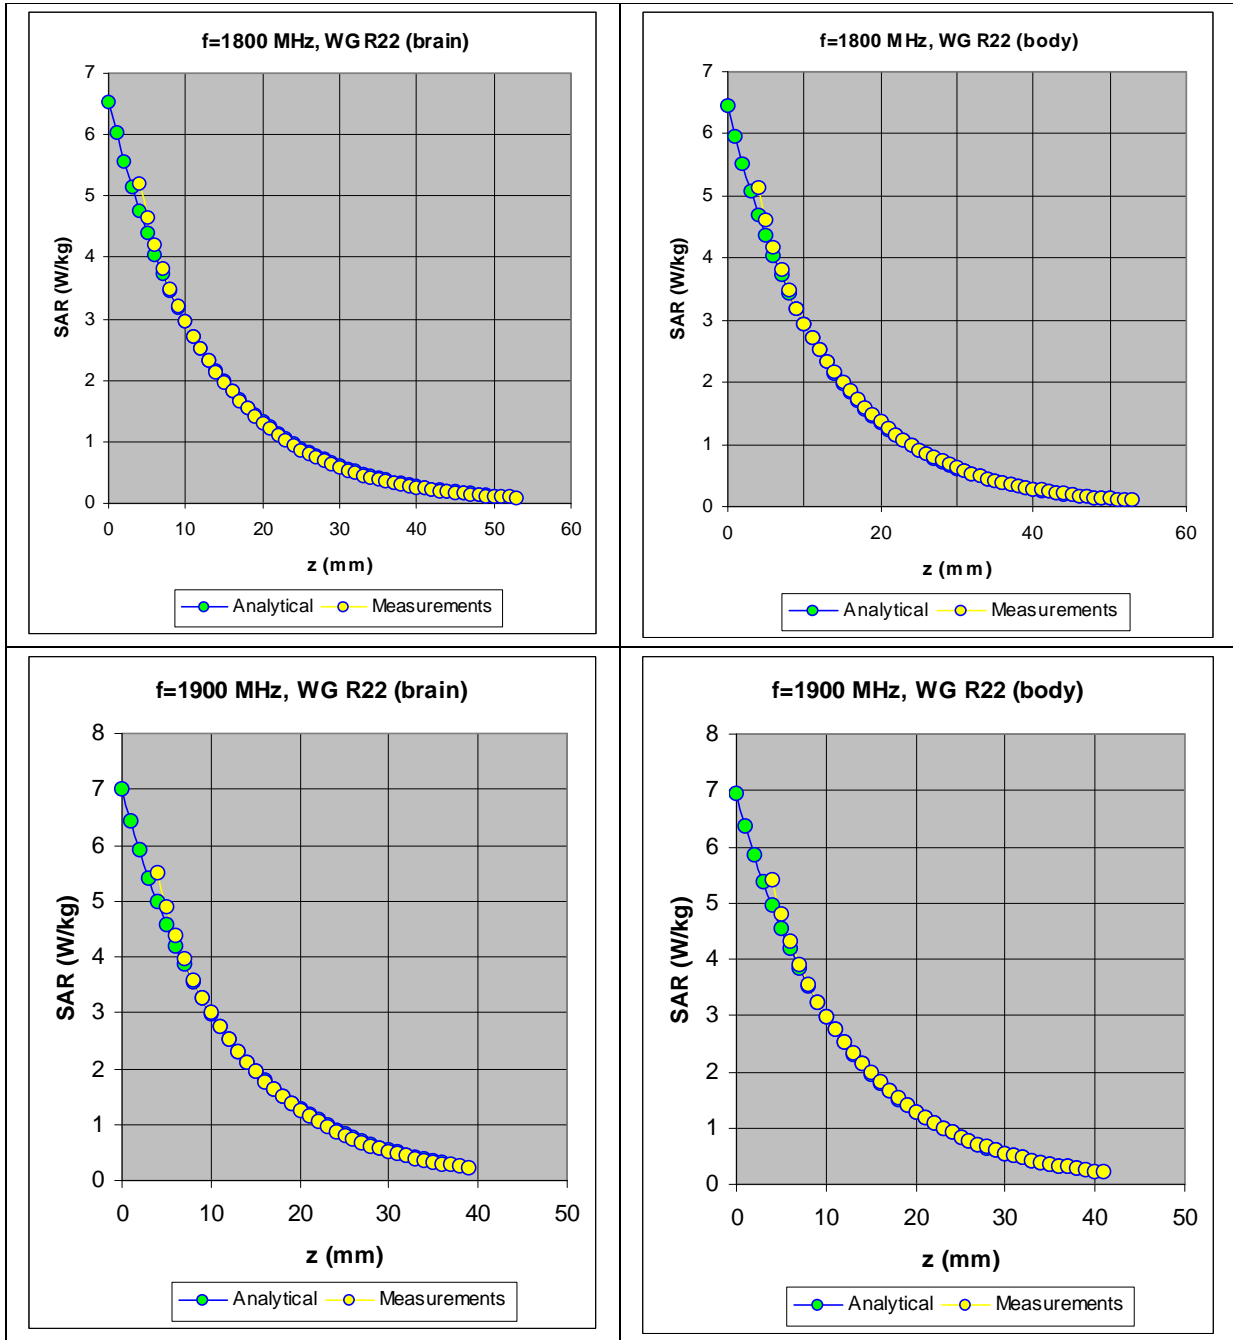 f=1800 MHz, WG R22 (brain)
7
6
5
4
3
2
1
0
SAR (W/kg)
0 10 20 30 40 50 60
z (mm)
Analytical Measurements
f=1800 MHz, WG R22 (body)
7
6
5
4
3
2
1
0
SAR (W/kg)
0 20 40 60
z (mm)
Analytical Measurements
f=1900 MHz, WG R22 (brain)
8
7
6
5
4
3
2
1
0
SAR (W/kg)
0 10 20 30 40 50
z (mm)
Analytical Measurements
f=1900 MHz, WG R22 (body)
8
7
6
5
4
3
2
1
0
SAR (W/kg)
0 10 20 30 40 50
z (mm)
Analytical Measurements